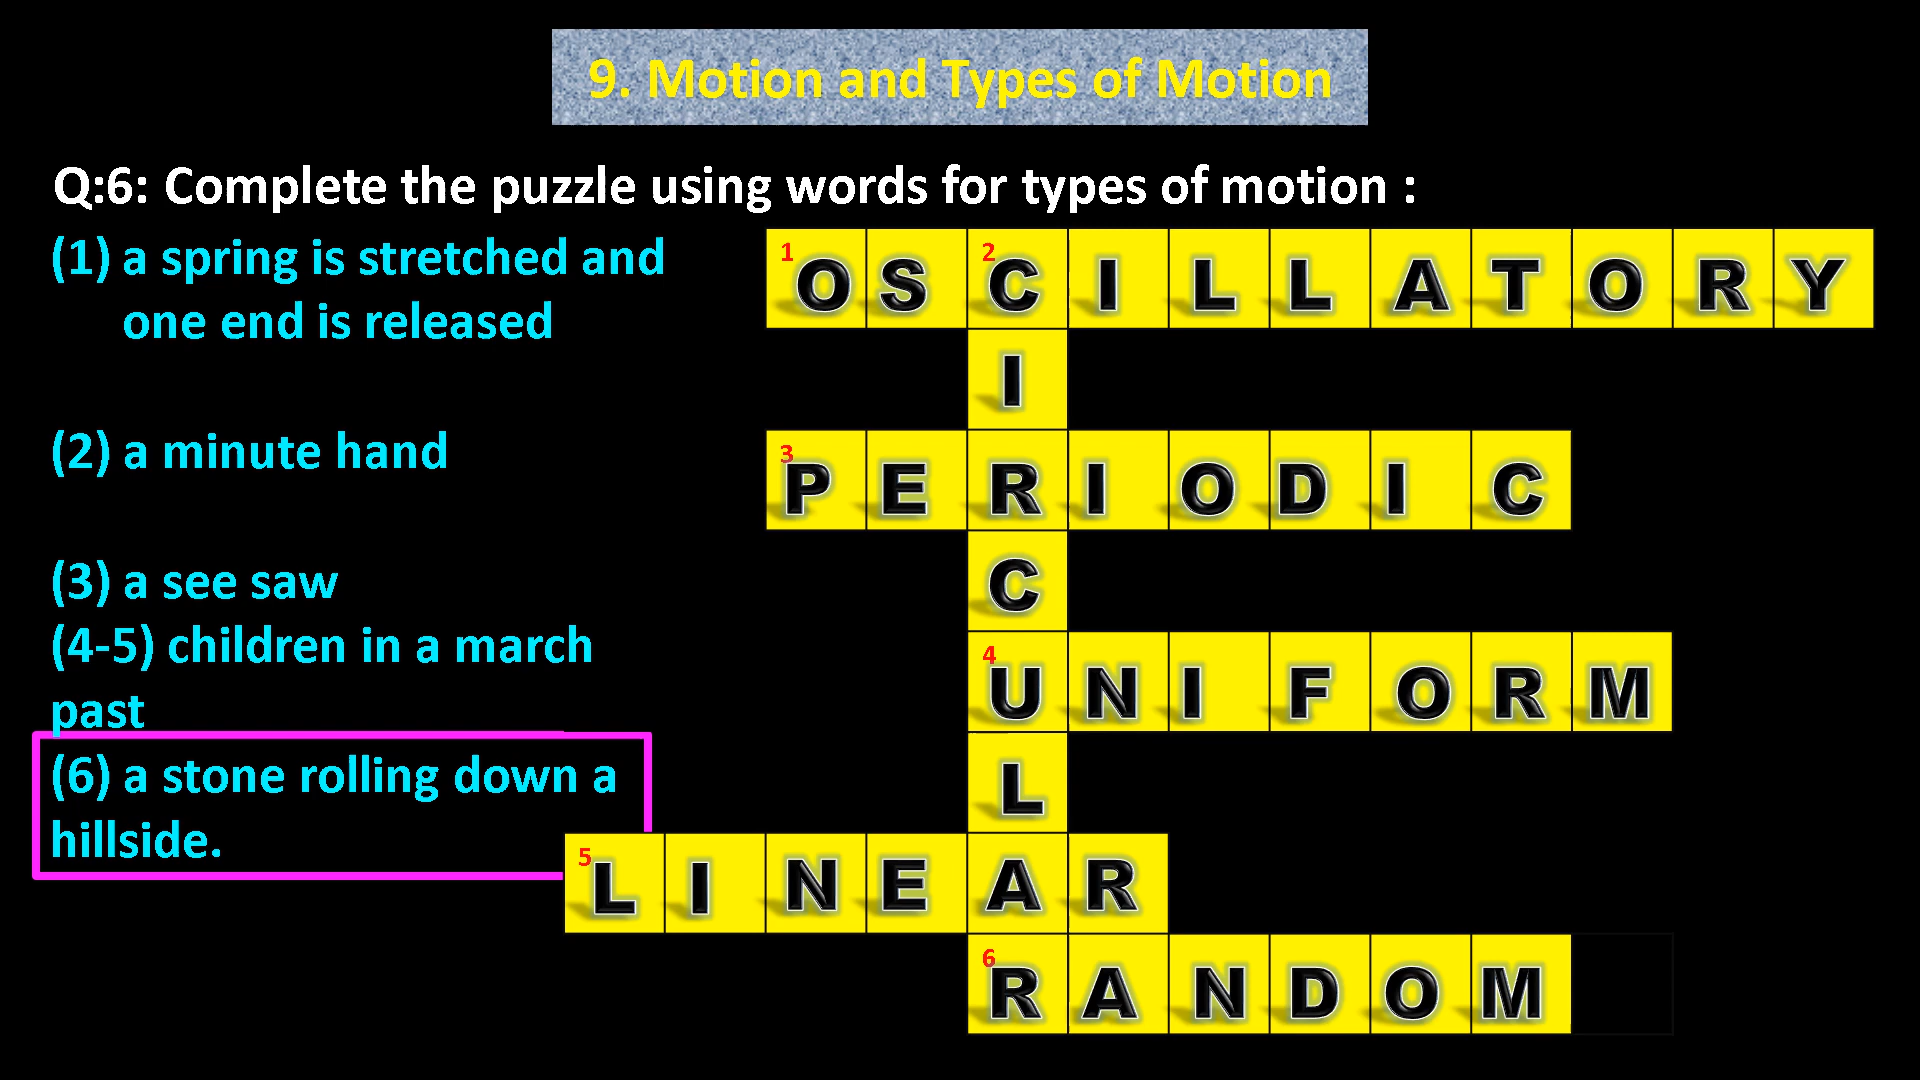 9. Motion and Types of Motion
Q:6: Complete the puzzle using words for types of motion :
(1) a spring is stretched and
one end is released
(2) a minute hand
(3) a see saw
(4-5) children in a march
past
(6) a stone rolling down a
hillside.
1 2
O S C I L L A T O R Y
I
3
P E R I O D I C
C
4
U N I F O R M
L
5
L I N E A R
6
R A N D O M